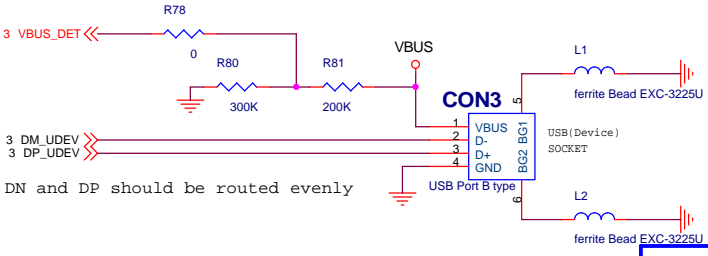 R78
3 VBUS_DET
0
VBUS
L1
R80
R81
ferrite Bead EXC-3225U
300K
200K
CON3
5
1
VBUS
BG1
USB(Device)
3 DM_UDEV
2
D-
3 DP_UDEV
3
D+
SOCKET
4
GND
BG2
DN and DP should be routed evenly
USB Port B type
6
L2
ferrite Bead EXC-3225U